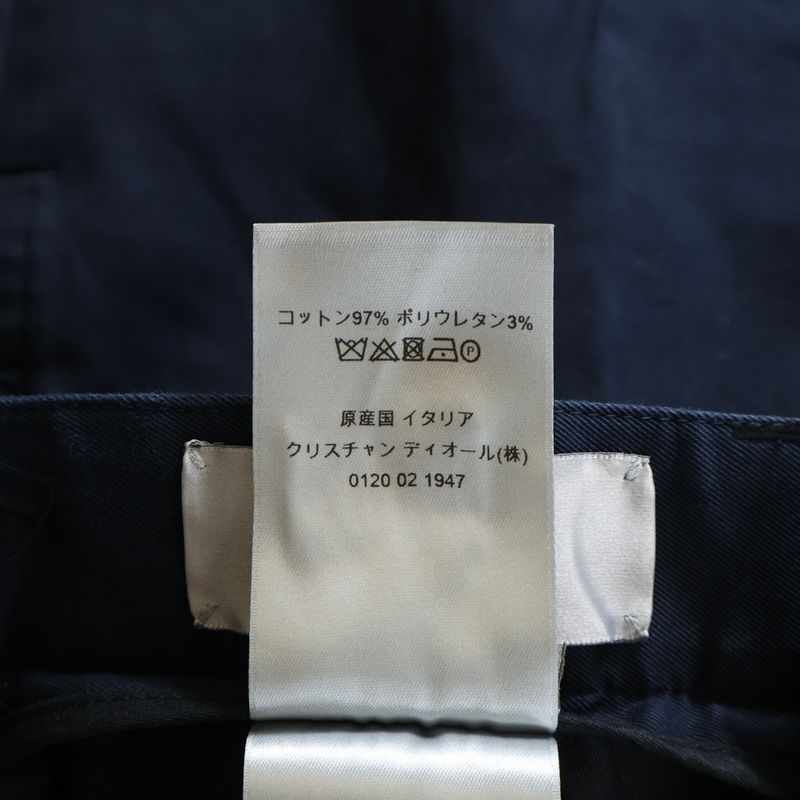 コットン97% ポリウレタン3%
P
原産国 イタリア
クリスチャン ディオール(株)
0120 02 1947